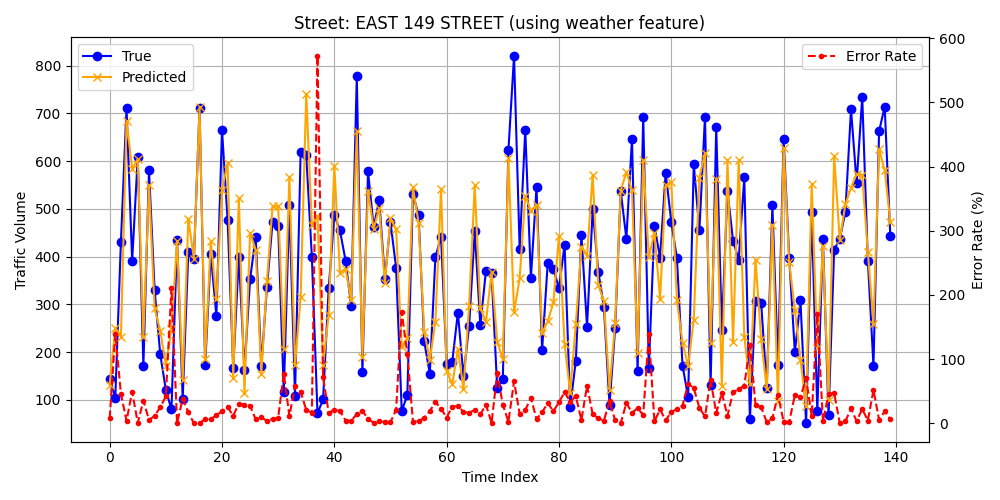 Street: EAST 149 STREET (using weather feature)
True
Predicted
Error Rate
Traffic Volume
800
700
600
500
400
300
200
100
600
500
400
300
200
100
0
Error Rate (%)
0 20 40 60 80 100 120 140
Time Index